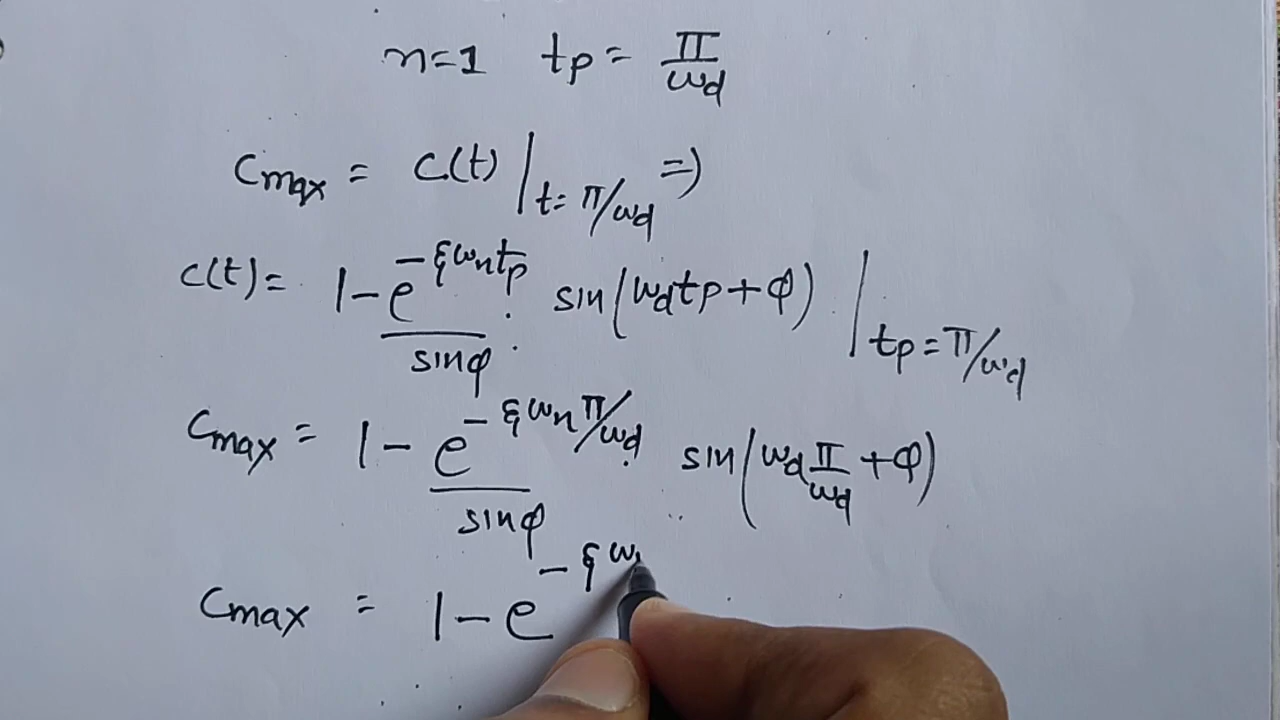 n=1 tp = π/ωd
Cmax = C(t) |t=π/ωd =>
C(t) = 1 - e^-ξωntp / sinφ . sin(ωdtp+φ) . |tp=π/ωd
Cmax = 1 - e^-ξωnπ/ωd / sinφ . sin(ωd π/ωd +φ)
Cmax = 1 - e^-ξω